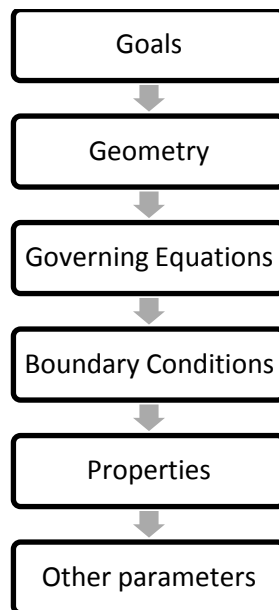 Goals
Geometry
Governing Equations
Boundary Conditions
Properties
Other parameters